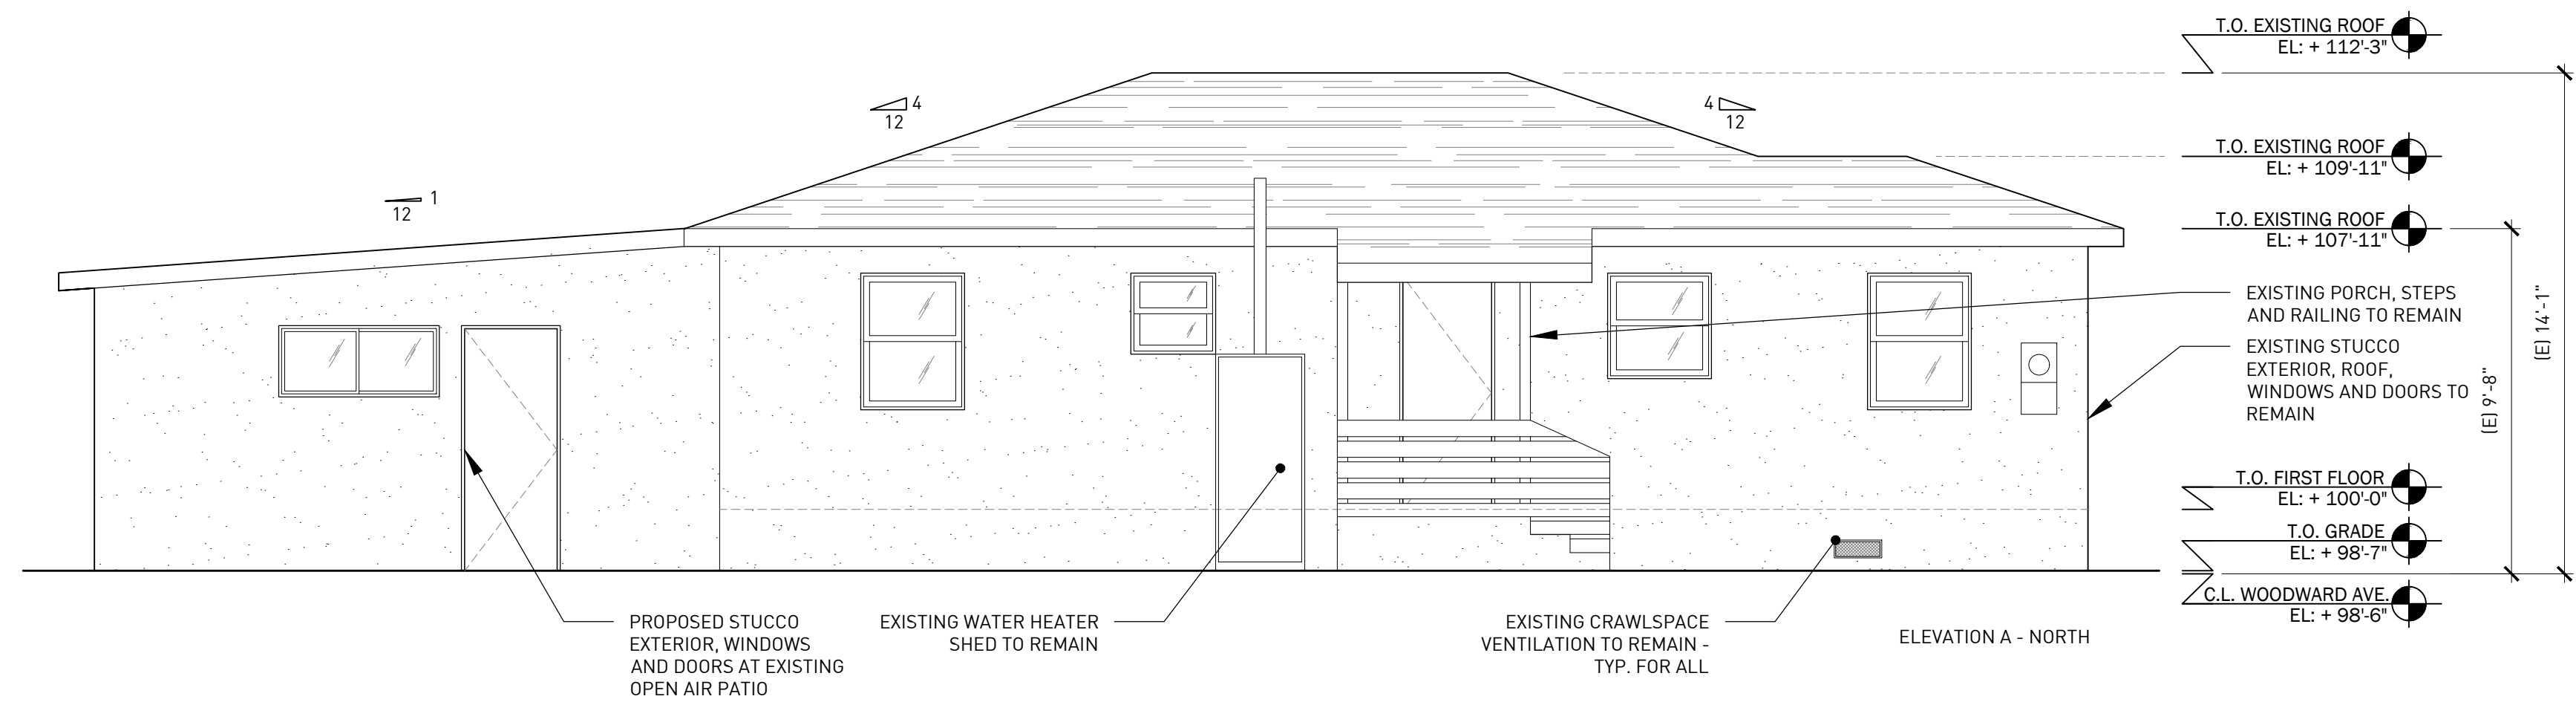 T.O. EXISTING ROOF
EL: + 112'-3"
4
12
4
12
T.O. EXISTING ROOF
EL: + 109'-11"
1
12
T.O. EXISTING ROOF
EL: + 107'-11"
EXISTING PORCH, STEPS
AND RAILING TO REMAIN
(E) 14'-1"
EXISTING STUCCO
EXTERIOR, ROOF,
WINDOWS AND DOORS TO
REMAIN
(E) 9'-8"
T.O. FIRST FLOOR
EL: + 100'-0"
T.O. GRADE
EL: + 98'-7"
C.L. WOODWARD AVE.
EL: + 98'-6"
PROPOSED STUCCO
EXTERIOR, WINDOWS
AND DOORS AT EXISTING
OPEN AIR PATIO
EXISTING WATER HEATER
SHED TO REMAIN
EXISTING CRAWLSPACE
VENTILATION TO REMAIN -
TYP. FOR ALL
ELEVATION A - NORTH